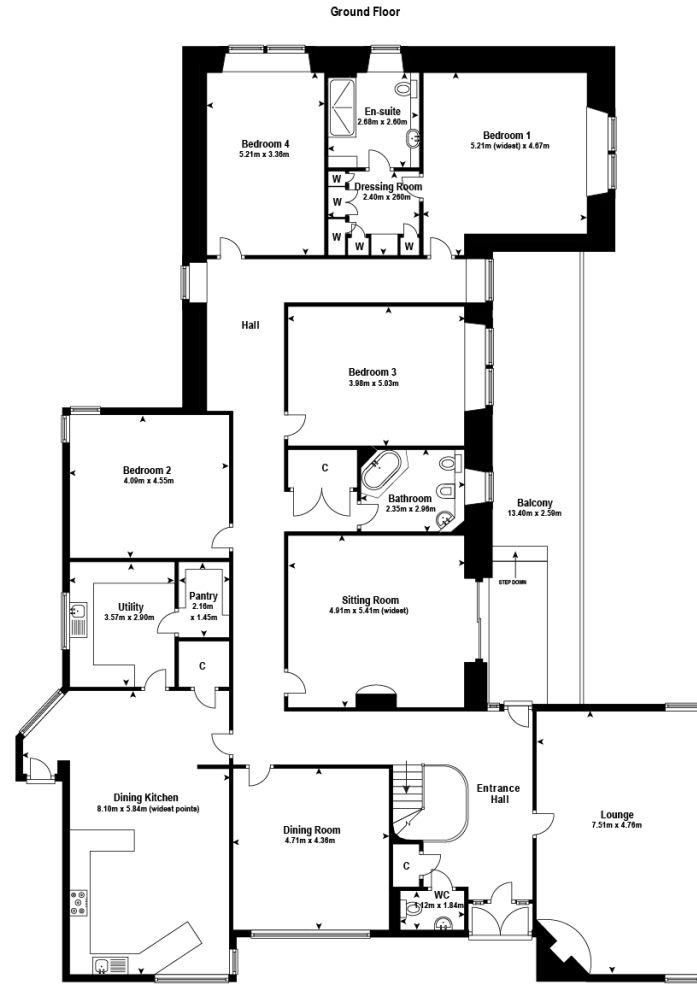 Ground Floor
Bedroom 4
5.21m x 3.36m
En-suite
2.68m x 2.60m
Bedroom 1
5.21m (widest) x 4.67m
W
Dressing Room
2.40m x 260m
W
W
W
W
Hall
Bedroom 3
3.98m x 5.03m
Bedroom 2
4.09m x 4.55m
C
Bathroom
2.35m x 2.96m
Balcony
13.40m x 2.59m
STEP DOWN
Utility
3.57m x 2.90m
Pantry
2.16m
x 1.45m
Sitting Room
4.91m x 5.41m (widest)
C
Dining Kitchen
8.10m x 5.84m (widest points)
Dining Room
4.71m x 4.36m
Entrance
Hall
Lounge
7.51m x 4.76m
C
WC
1.12m x 1.84m